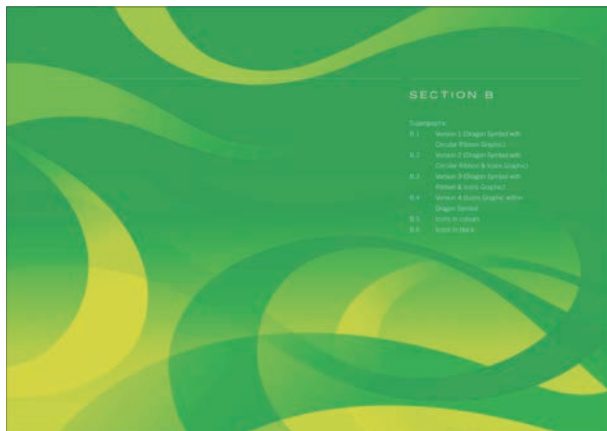 SECTION B
Supergraphic
B.1 Version 1 (Dragon Symbol with
Circular Ribbon Graphic)
B.2 Version 2 (Dragon Symbol with
Circular Ribbon & Icons Graphic)
B.3 Version 3 (Dragon Symbol with
Ribbon & Icons Graphic)
B.4 Version 4 (Icons Graphic within
Dragon Symbol)
B.5 Icons in colours
B.6 Icons in black